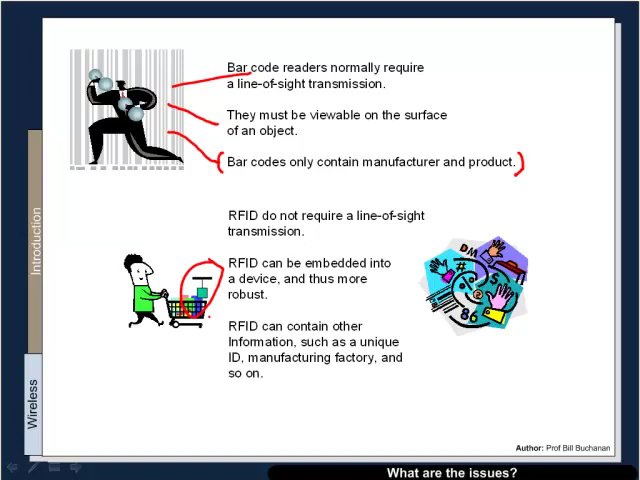 Bar code readers normally require
a line-of-sight transmission.
They must be viewable on the surface
of an object.
Bar codes only contain manufacturer and product.
RFID do not require a line-of-sight
transmission.
RFID can be embedded into
a device, and thus more
robust.
RFID can contain other
Information, such as a unique
ID, manufacturing factory, and
so on.
DM
#
$
%
@
86
Introduction
Wireless
Author: Prof Bill Buchanan
What are the issues?